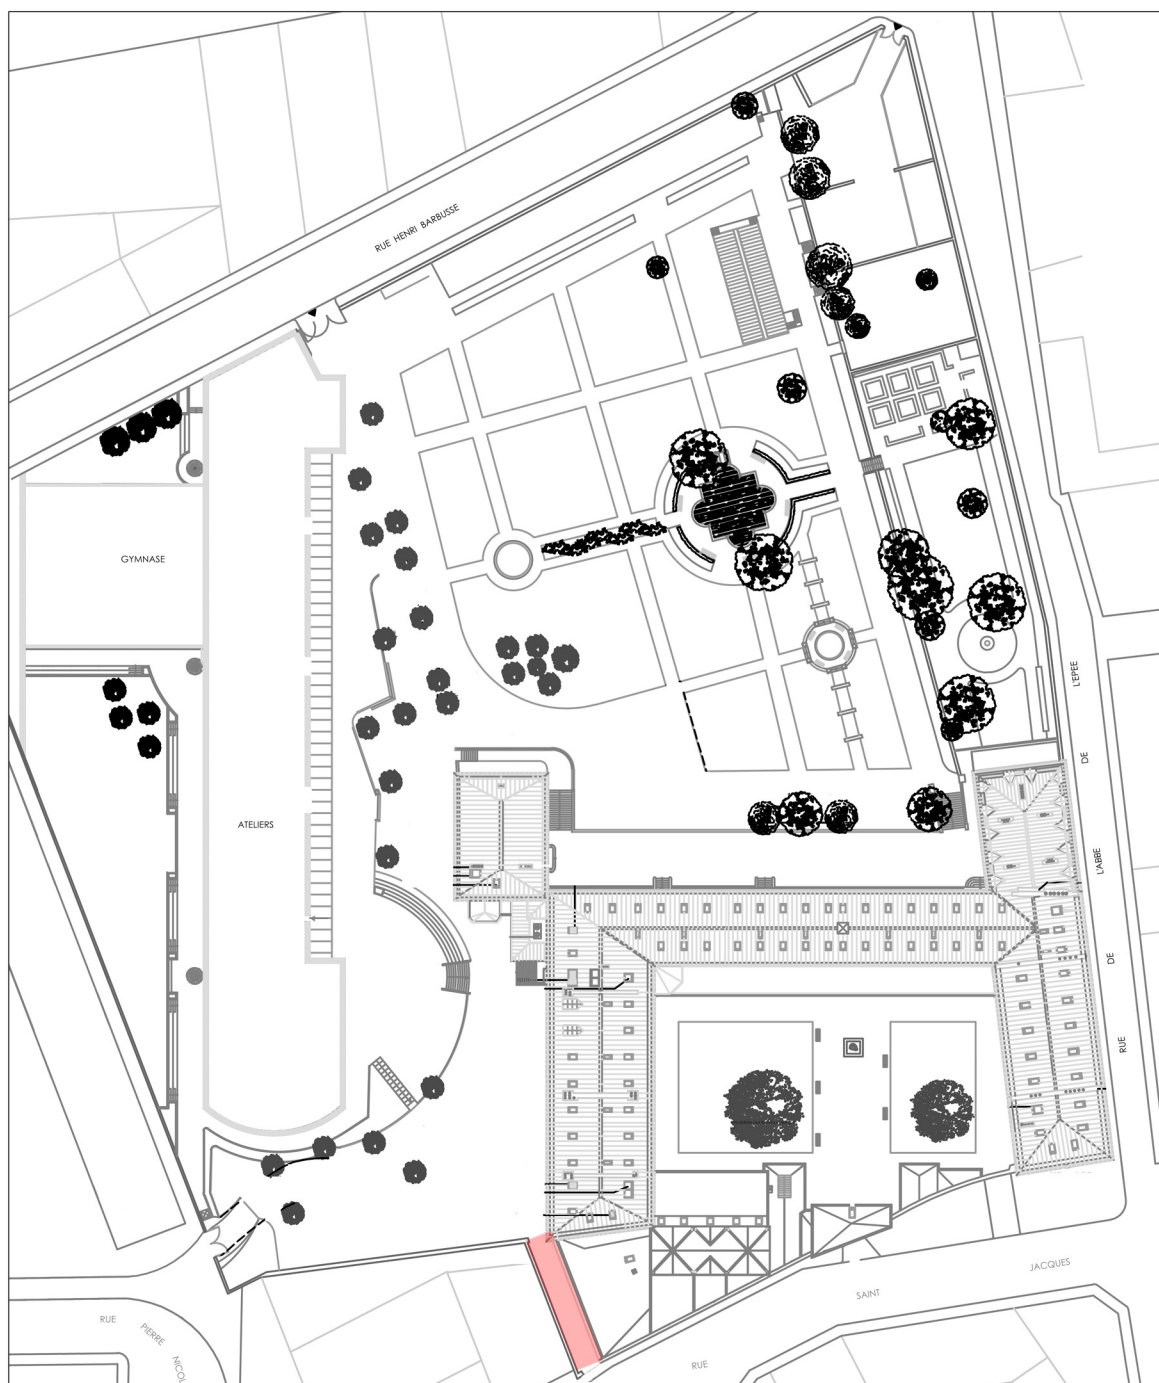 RUE HENRI BARBUSSE
GYMNASE
ATELIERS
RUE DE L'ABBE DE L'EPEE
RUE SAINT JACQUES
RUE PIERRE NICOL